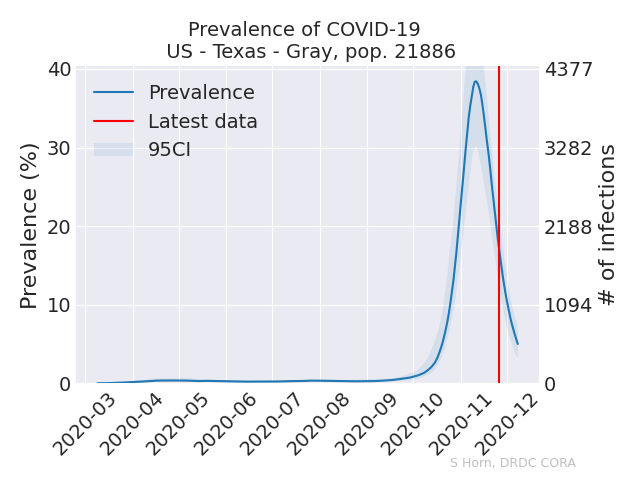 Prevalence of COVID-19
US - Texas - Gray, pop. 21886
Prevalence (%)
40
30
20
10
0
Prevalence
Latest data
95CI
4377
3282
2188
1094
0
# of infections
2020-03
2020-04
2020-05
2020-06
2020-07
2020-08
2020-09
2020-10
2020-11
2020-12
S Horn, DRDC CORA